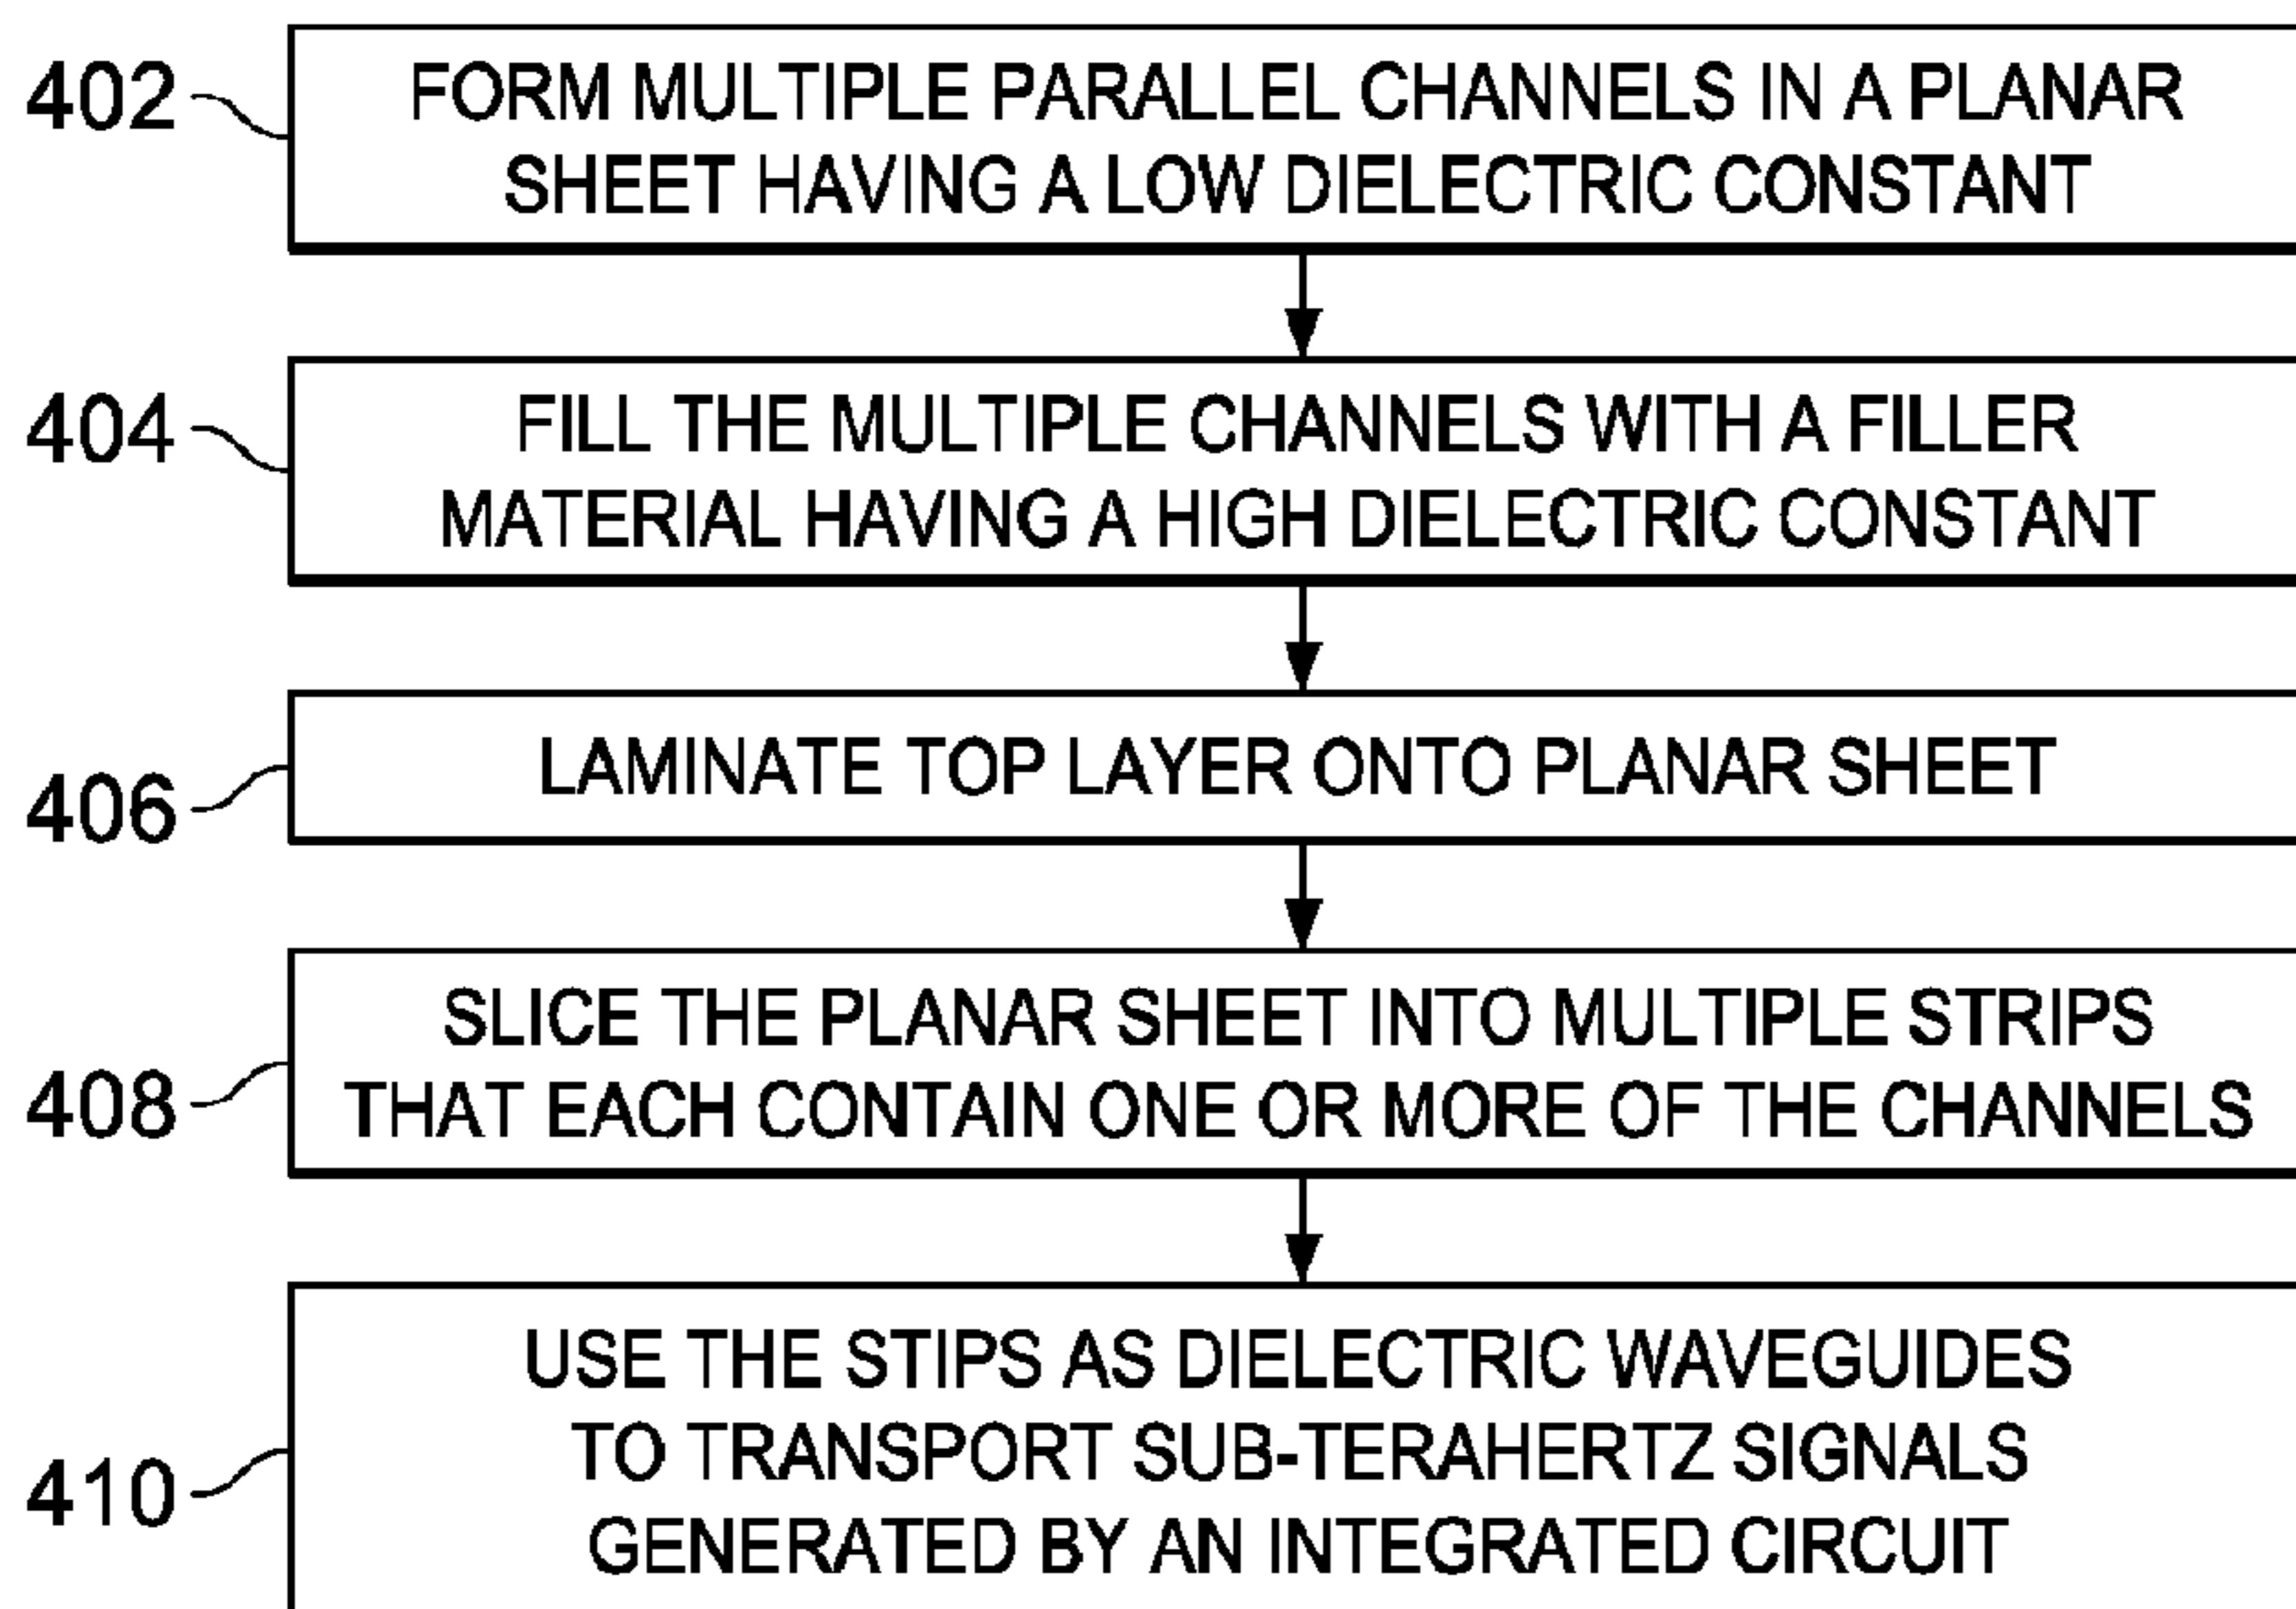 402
FORM MULTIPLE PARALLEL CHANNELS IN A PLANAR
SHEET HAVING A LOW DIELECTRIC CONSTANT
404
FILL THE MULTIPLE CHANNELS WITH A FILLER
MATERIAL HAVING A HIGH DIELECTRIC CONSTANT
406
LAMINATE TOP LAYER ONTO PLANAR SHEET
408
SLICE THE PLANAR SHEET INTO MULTIPLE STRIPS
THAT EACH CONTAIN ONE OR MORE OF THE CHANNELS
410
USE THE STIPS AS DIELECTRIC WAVEGUIDES
TO TRANSPORT SUB-TERAHERTZ SIGNALS
GENERATED BY AN INTEGRATED CIRCUIT